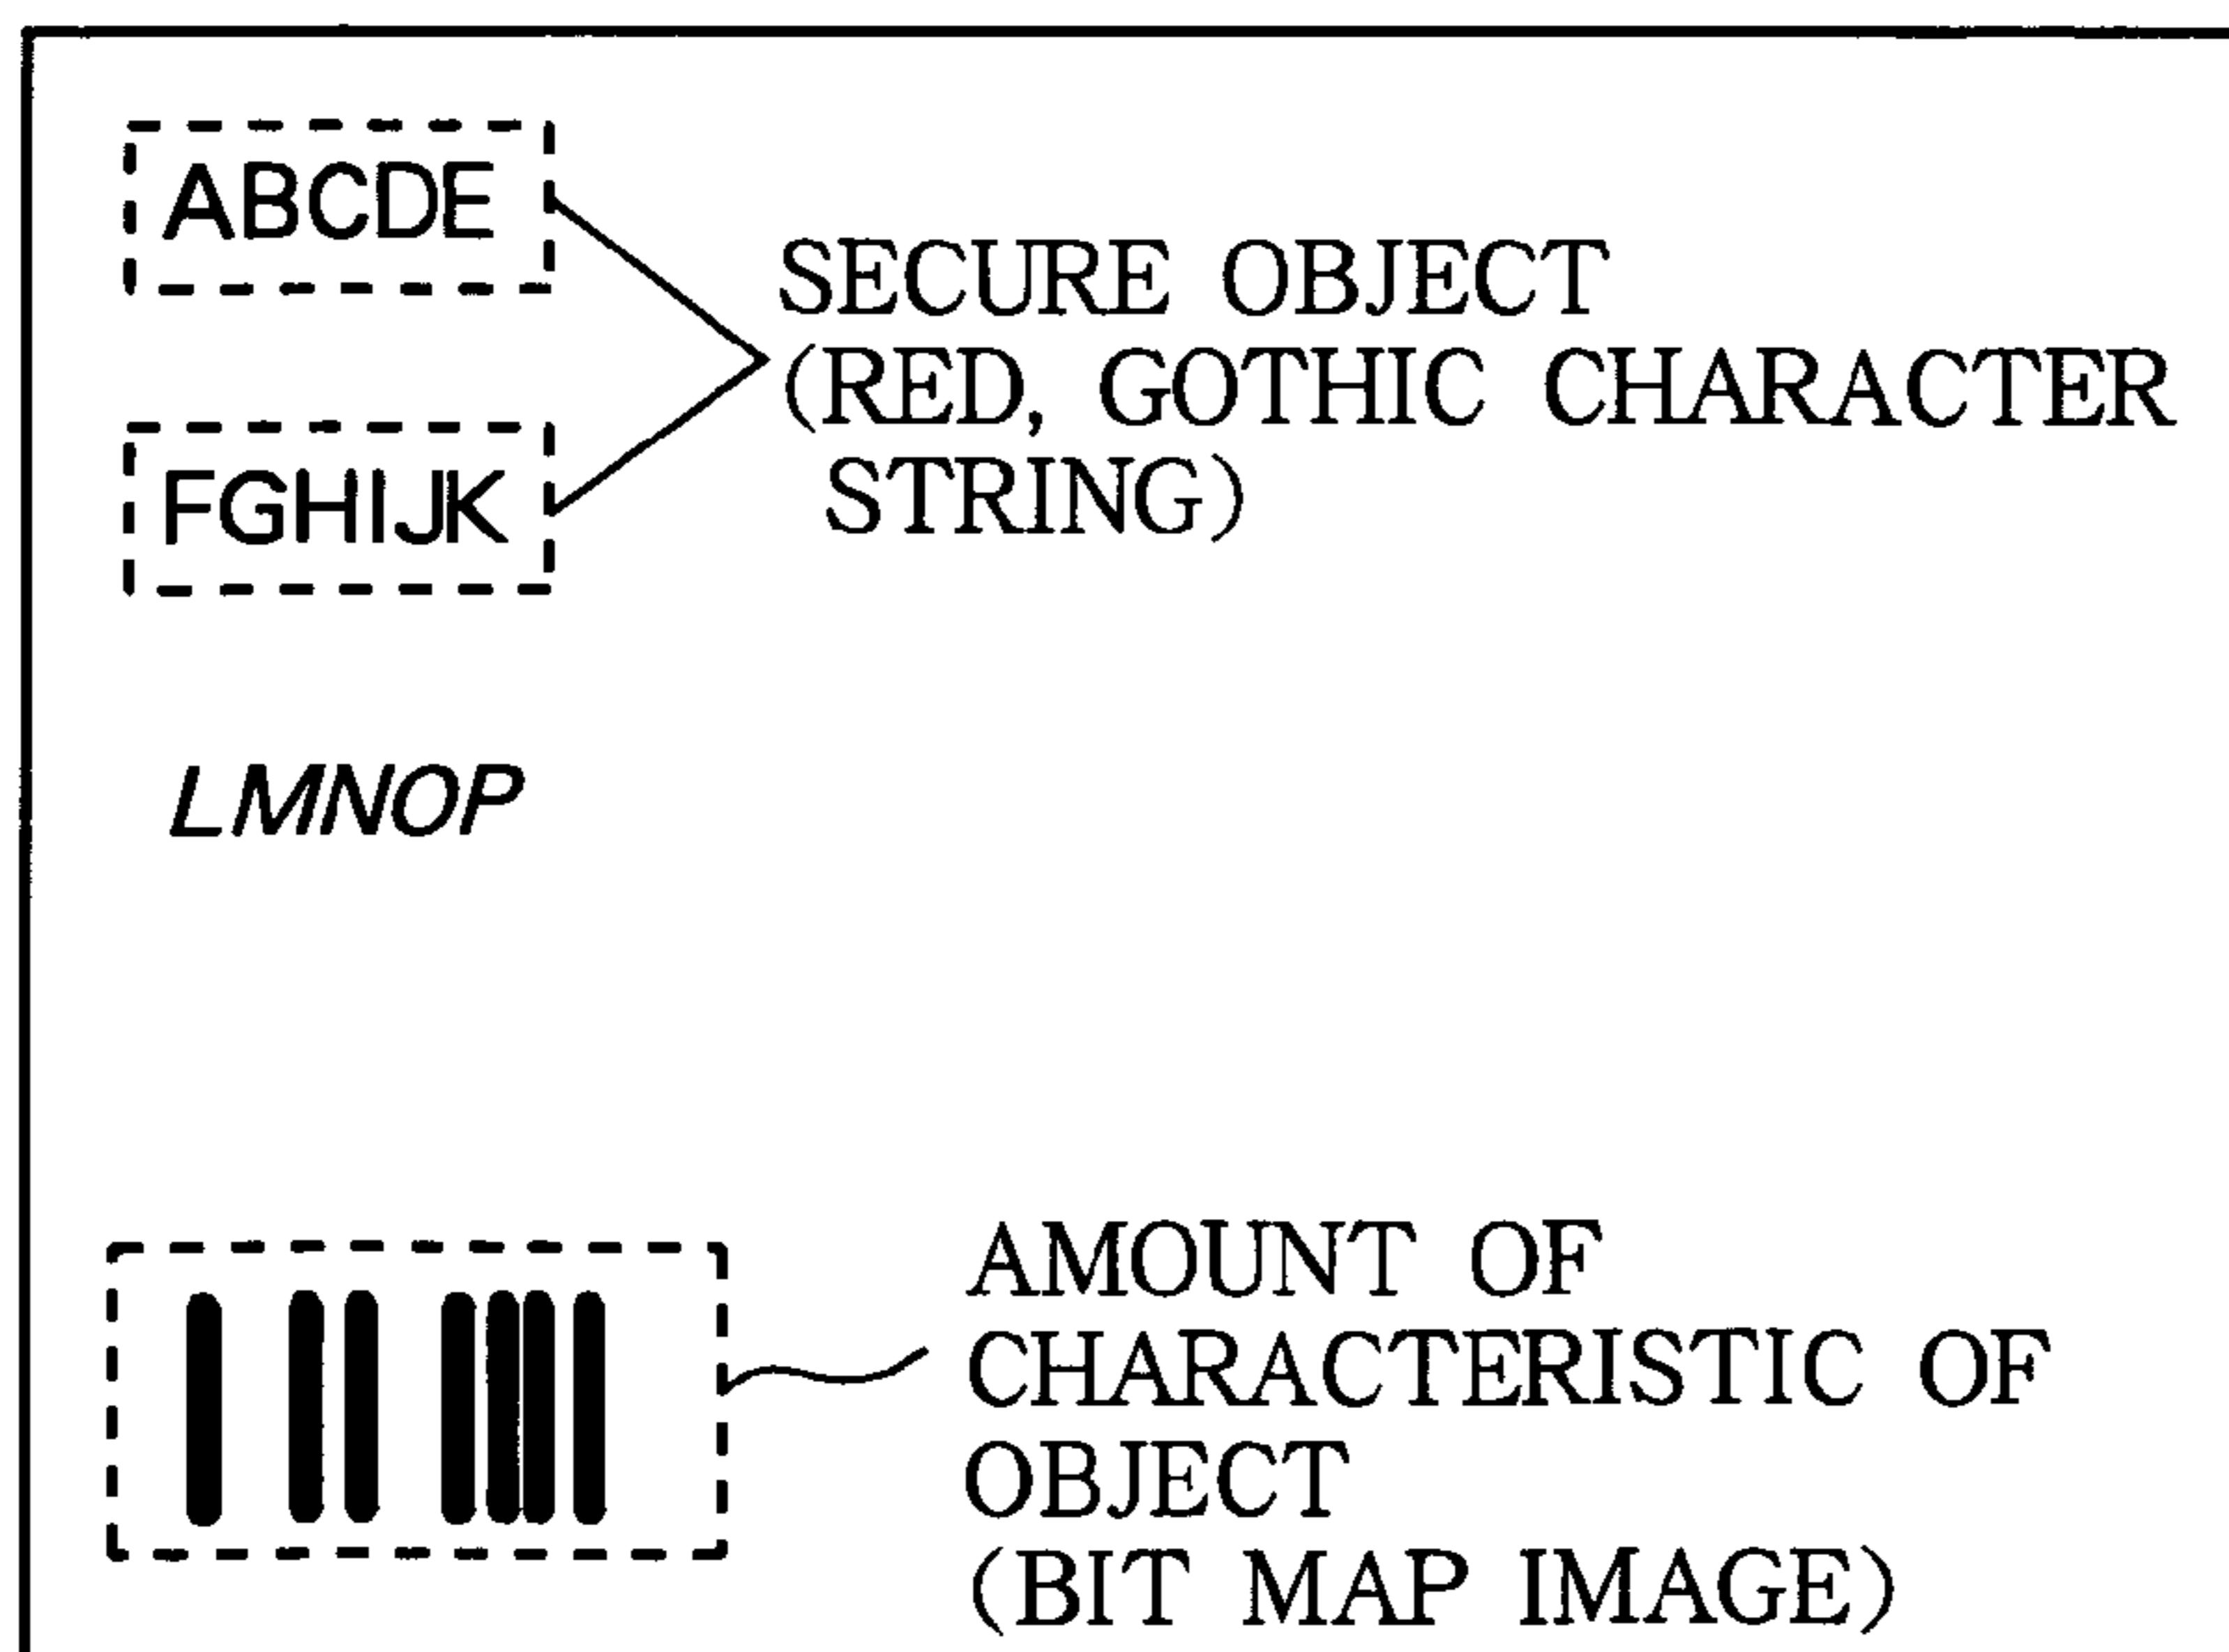 ABCDE
SECURE OBJECT
(RED, GOTHIC CHARACTER
STRING)
FGHIJK
LMNOP
AMOUNT OF
CHARACTERISTIC OF
OBJECT
(BIT MAP IMAGE)